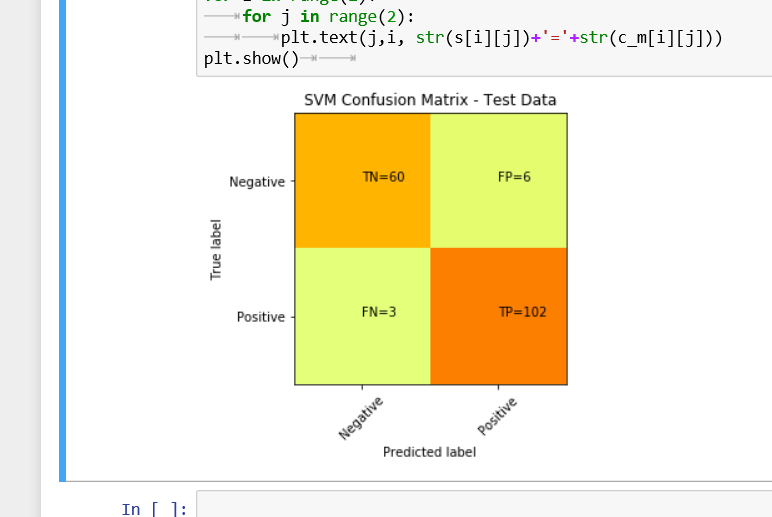 for j in range(2):
plt.text(j,i, str(s[i][j])+'='+str(c_m[i][j]))
plt.show()
SVM Confusion Matrix - Test Data
Negative
TN=60
FP=6
True label
Positive
FN=3
TP=102
Negative
Positive
Predicted label
In [ ]: